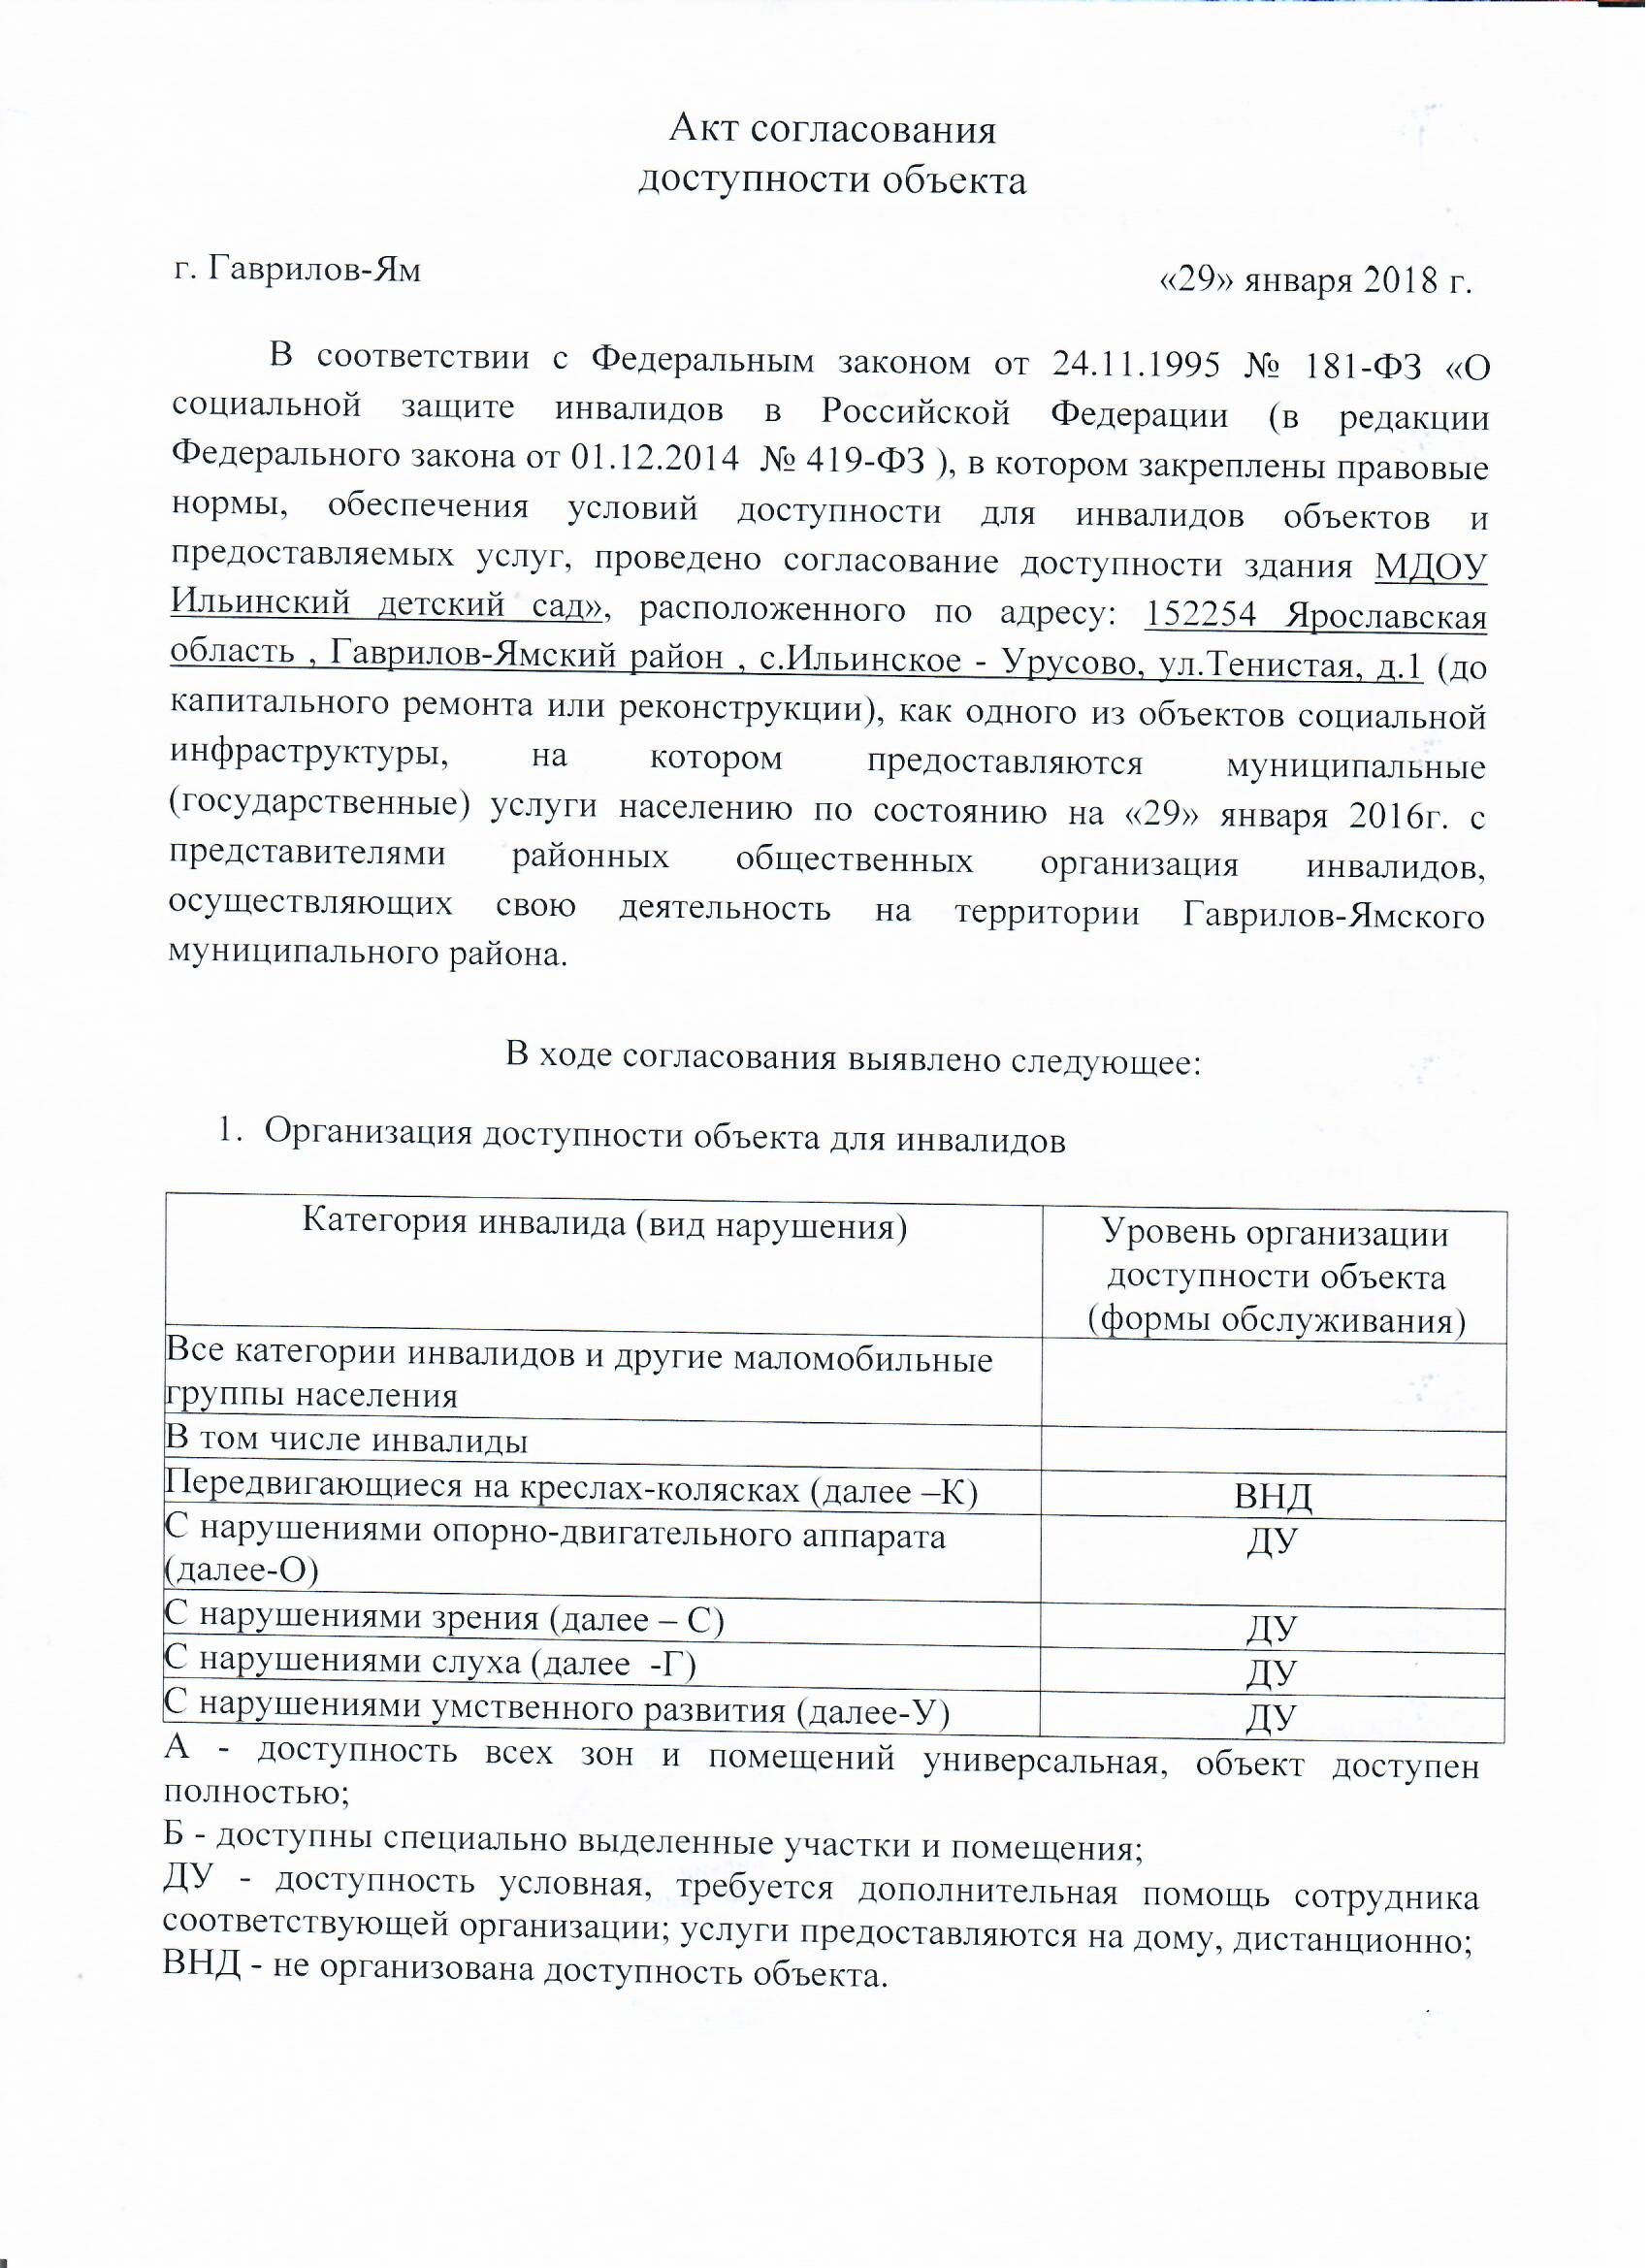 Акт согласования
доступности объекта
г. Гаврилов-Ям
«29» января 2018 г.
В соответствии с Федеральным законом от 24.11.1995 № 181-ФЗ «О
социальной защите инвалидов в Российской Федерации (в редакции
Федерального закона от 01.12.2014 № 419-ФЗ ), в котором закреплены правовые
нормы, обеспечения условий доступности для инвалидов объектов и
предоставляемых услуг, проведено согласование доступности здания МДОУ
Ильинский детский сад», расположенного по адресу: 152254 Ярославская
область , Гаврилов-Ямский район , с.Ильинское - Урусово, ул.Тенистая, д.1 (до
капитального ремонта или реконструкции), как одного из объектов социальной
инфраструктуры, на котором предоставляются муниципальные
(государственные) услуги населению по состоянию на «29» января 2016г. с
представителями районных общественных организация инвалидов,
осуществляющих свою деятельность на территории Гаврилов-Ямского
муниципального района.
В ходе согласования выявлено следующее:
1. Организация доступности объекта для инвалидов
Категория инвалида (вид нарушения)
Уровень организации
доступности объекта
(формы обслуживания)
Все категории инвалидов и другие маломобильные
группы населения
В том числе инвалиды
Передвигающиеся на креслах-колясках (далее –К)
ВНД
С нарушениями опорно-двигательного аппарата
(далее-О)
ДУ
С нарушениями зрения (далее – С)
ДУ
С нарушениями слуха (далее -Г)
ДУ
С нарушениями умственного развития (далее-У)
ДУ
А - доступность всех зон и помещений универсальная, объект доступен
полностью;
Б - доступны специально выделенные участки и помещения;
ДУ - доступность условная, требуется дополнительная помощь сотрудника
соответствующей организации; услуги предоставляются на дому, дистанционно;
ВНД - не организована доступность объекта.